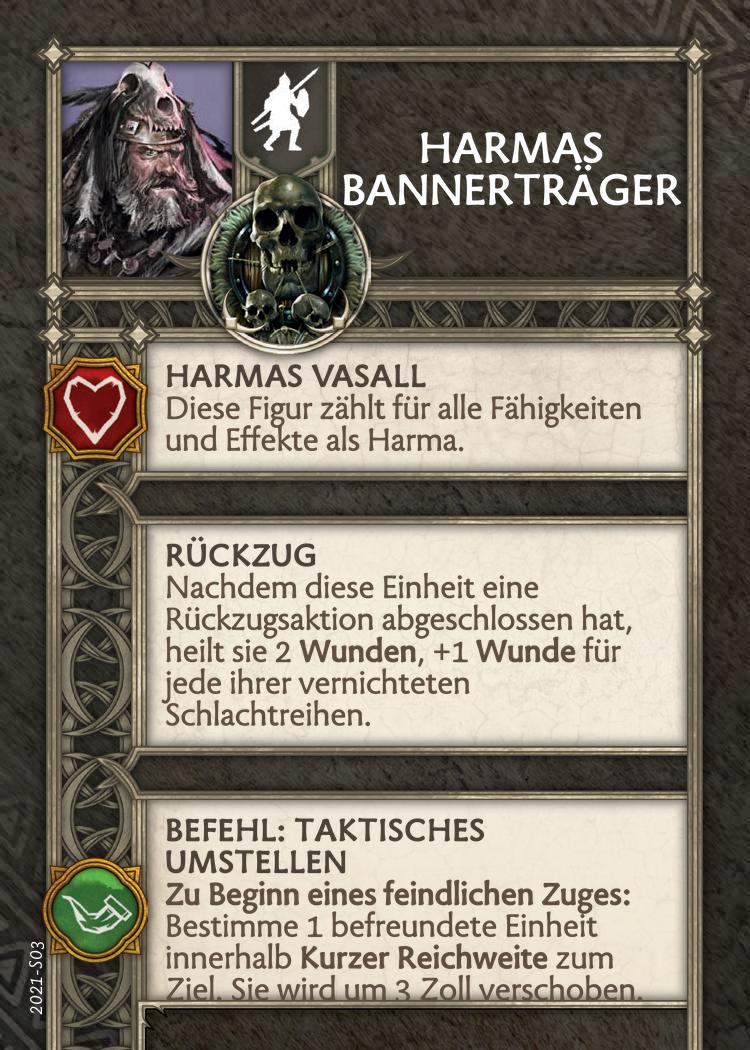 HARMAS
BANNERTRÄGER
HARMAS VASALL
Diese Figur zählt für alle Fähigkeiten
und Effekte als Harma.
RÜCKZUG
Nachdem diese Einheit eine
Rückzugsaktion abgeschlossen hat,
heilt sie 2 Wunden, +1 Wunde für
jede ihrer vernichteten
Schlachtreihen.
BEFEHL: TAKTISCHES
UMSTELLEN
Zu Beginn eines feindlichen Zuges:
Bestimme 1 befreundete Einheit
innerhalb Kurzer Reichweite zum
Ziel. Sie wird um 3 Zoll verschoben.
2021-S03